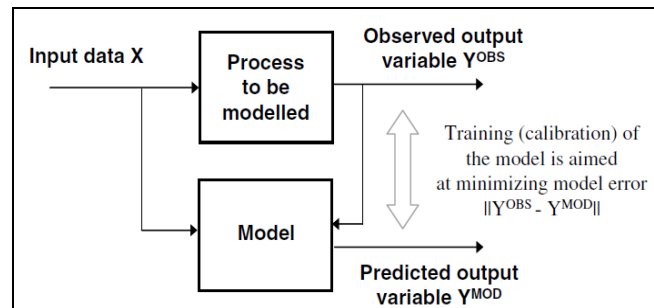 Input data X
Process
to be
modelled
Observed output
variable Y^OBS
Training (calibration) of
the model is aimed
at minimizing model error
||Y^OBS - Y^MOD||
Model
Predicted output
variable Y^MOD